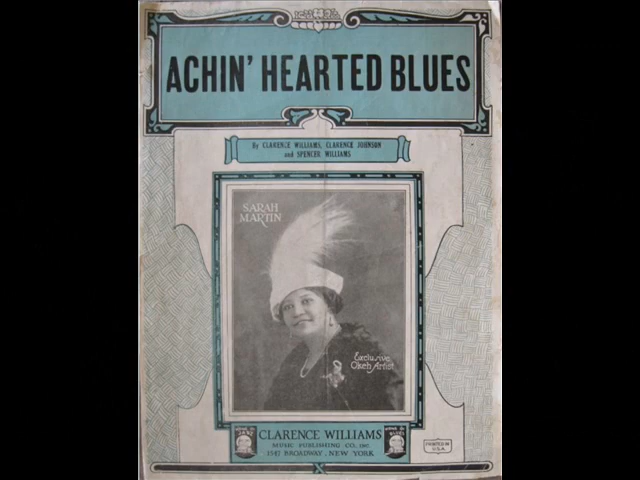 ACHIN' HEARTED BLUES
By CLARENCE WILLIAMS, CLARENCE JOHNSON
and SPENCER WILLIAMS
SARAH
MARTIN
Exclusive
Okeh Artist
CLARENCE WILLIAMS
MUSIC PUBLISHING CO., INC.
1547 BROADWAY, NEW YORK
PRINTED IN
U.S.A.